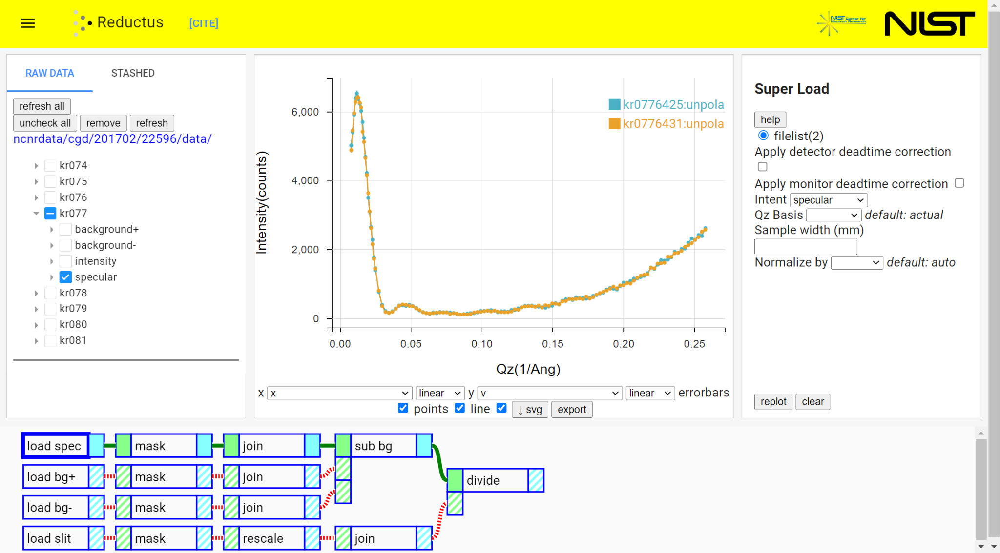 Reductus
[CITE]
NIST Center for
Neutron Research
NIST
RAW DATA
STASHED
refresh all
uncheck all
remove
refresh
ncnrdata/cgd/201702/22596/data/
kr074
kr075
kr076
kr077
background+
background-
intensity
specular
kr078
kr079
kr080
kr081
kr0776425:unpola
kr0776431:unpola
Intensity(counts)
6,000
4,000
2,000
0
0.00
0.05
0.10
0.15
0.20
0.25
Qz(1/Ang)
x x linear y v linear errorbars
points line ↓ svg export
Super Load
help
filelist(2)
Apply detector deadtime correction
Apply monitor deadtime correction
Intent specular
Qz Basis default: actual
Sample width (mm)
Normalize by default: auto
replot
clear
load spec
mask
join
sub bg
load bg+
mask
join
divide
load bg-
mask
join
load slit
mask
rescale
join